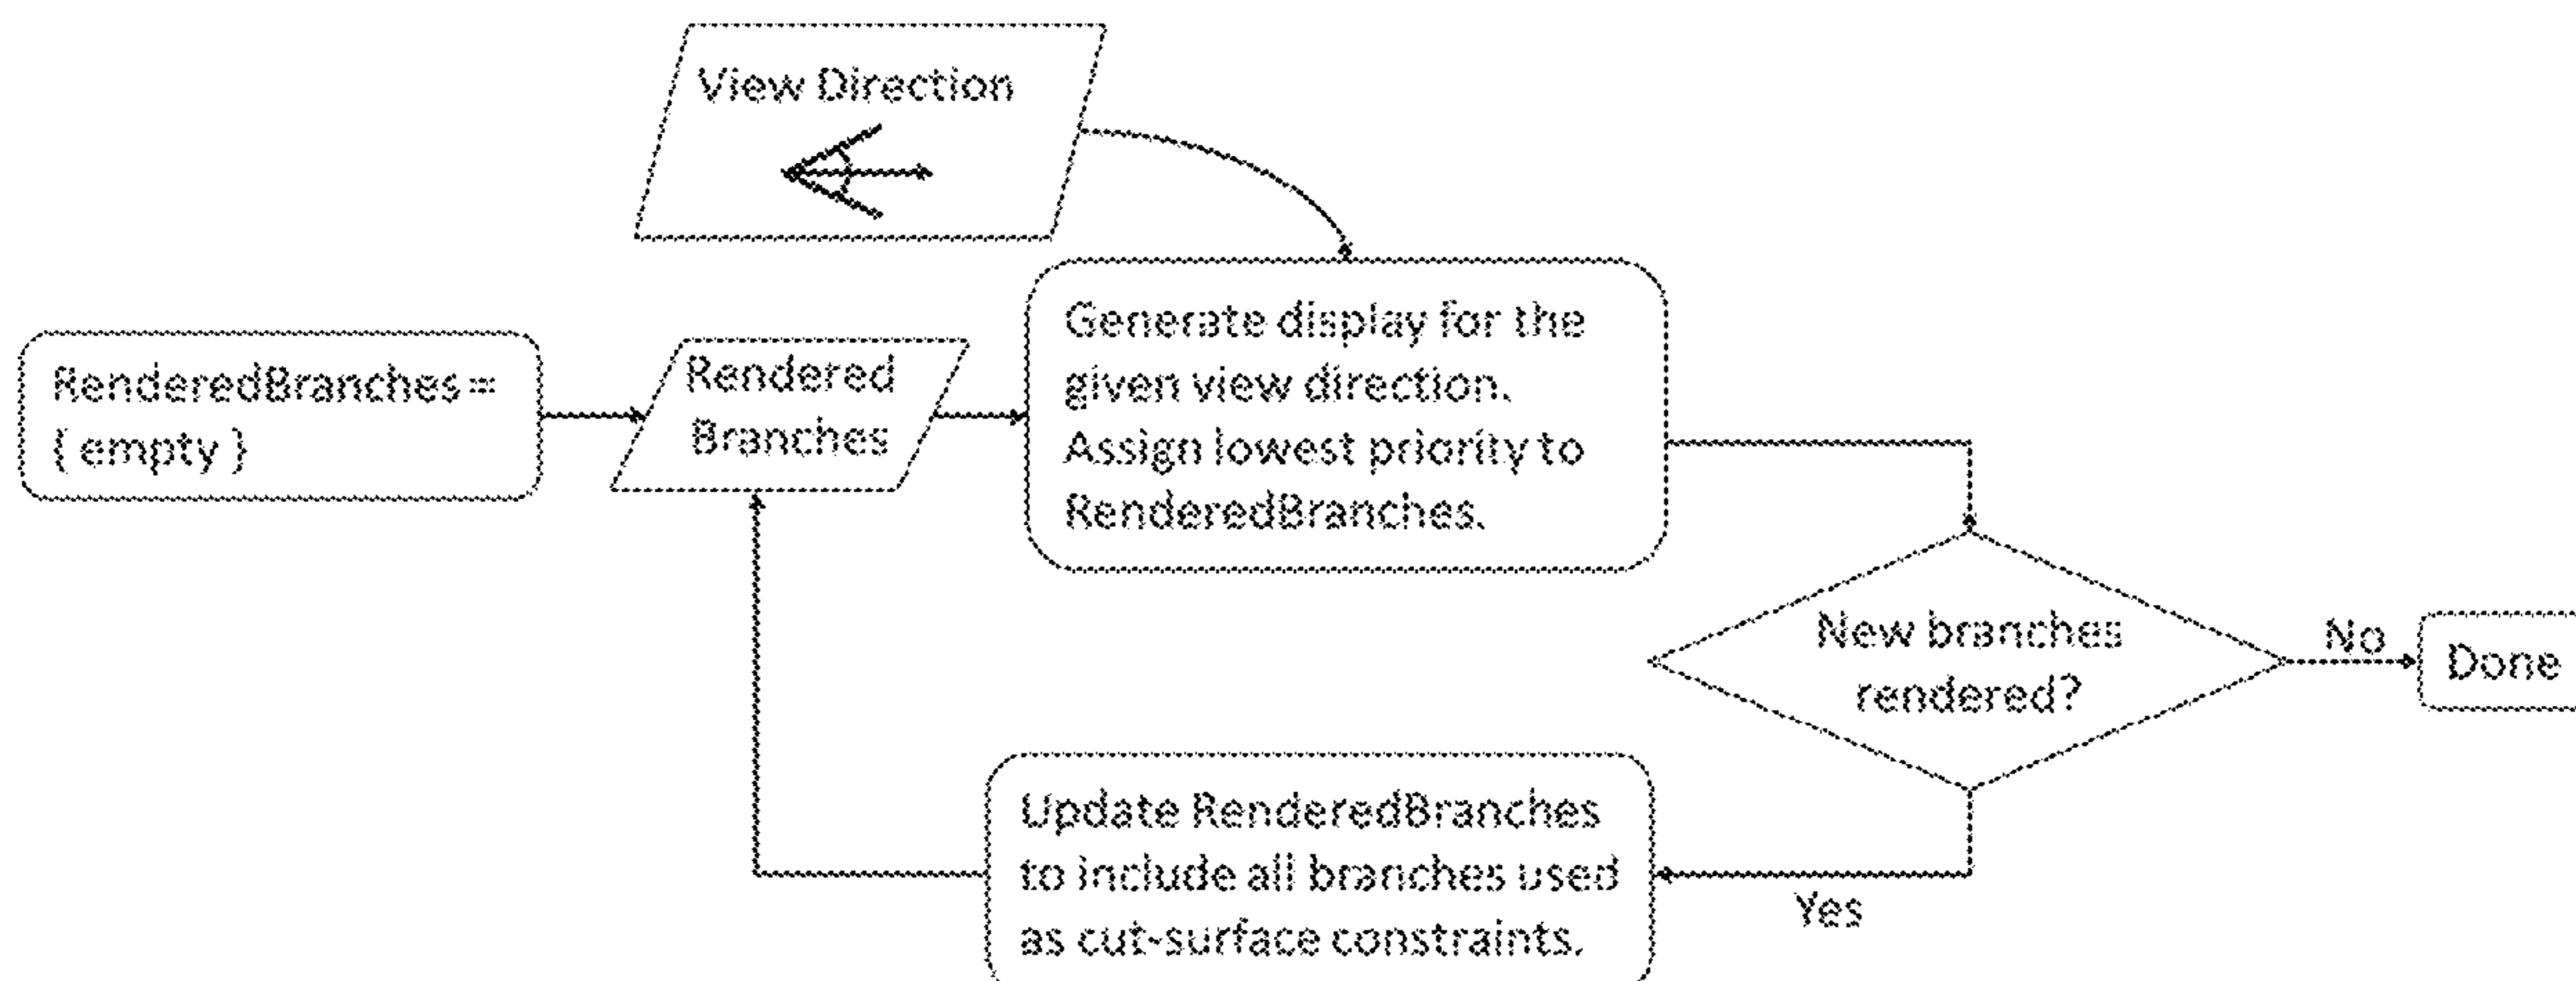 View Direction
RenderedBranches =
{ empty }
Rendered
Branches
Generate display for the
given view direction.
Assign lowest priority to
RenderedBranches.
New branches
rendered?
No
Done
Yes
Update RenderedBranches
to include all branches used
as cut-surface constraints.